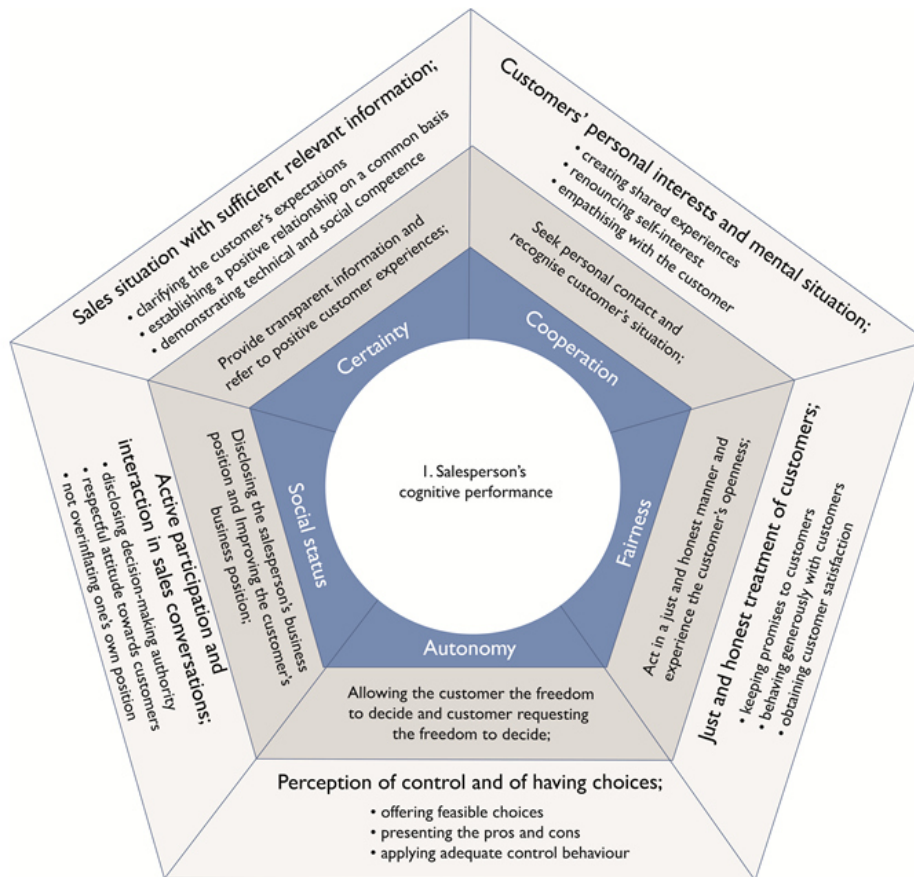 Sales situation with sufficient relevant information;
• clarifying the customer's expectations
• establishing a positive relationship on a common basis
• demonstrating technical and social competence
Provide transparent information and
refer to positive customer experiences;
Certainty
Customers' personal interests and mental situation;
• creating shared experiences
• renouncing self-interest
• empathising with the customer
Seek personal contact and
recognise customer's situation;
Cooperation
Just and honest treatment of customers;
• keeping promises to customers
• behaving generously with customers
• obtaining customer satisfaction
Act in a just and honest manner and
experience the customer's openness;
Fairness
1. Salesperson's
cognitive performance
Autonomy
Allowing the customer the freedom
to decide and customer requesting
the freedom to decide;
Perception of control and of having choices;
• offering feasible choices
• presenting the pros and cons
• applying adequate control behaviour
Active participation and
interaction in sales conversations;
• disclosing decision-making authority
• respectful attitude towards customers
• not overinflating one's own position
Disclosing the salesperson's business
position and Improving the customer's
business position;
Social status